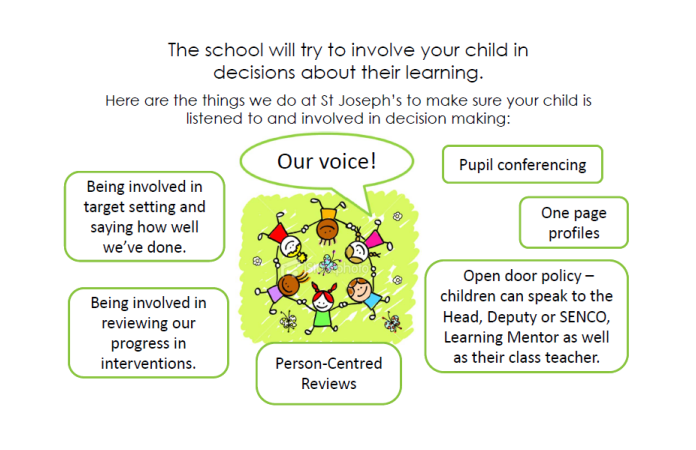 The school will try to involve your child in
decisions about their learning.
Here are the things we do at St Joseph's to make sure your child is
listened to and involved in decision making:
Our voice!
Pupil conferencing
Being involved in
target setting and
saying how well
we've done.
One page
profiles
Being involved in
reviewing our
progress in
interventions.
Open door policy –
children can speak to the
Head, Deputy or SENCO,
Learning Mentor as well
as their class teacher.
Person-Centred
Reviews